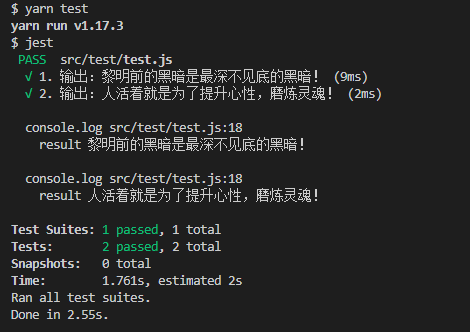 $ yarn test
yarn run v1.17.3
$ jest
PASS src/test/test.js
√ 1. 输出：黎明前的黑暗是最深不见底的黑暗! (9ms)
√ 2. 输出：人活着就是为了提升心性，磨炼灵魂! (2ms)
console.log src/test/test.js:18
result 黎明前的黑暗是最深不见底的黑暗!
console.log src/test/test.js:18
result 人活着就是为了提升心性，磨炼灵魂!
Test Suites: 1 passed, 1 total
Tests: 2 passed, 2 total
Snapshots: 0 total
Time: 1.761s, estimated 2s
Ran all test suites.
Done in 2.55s.